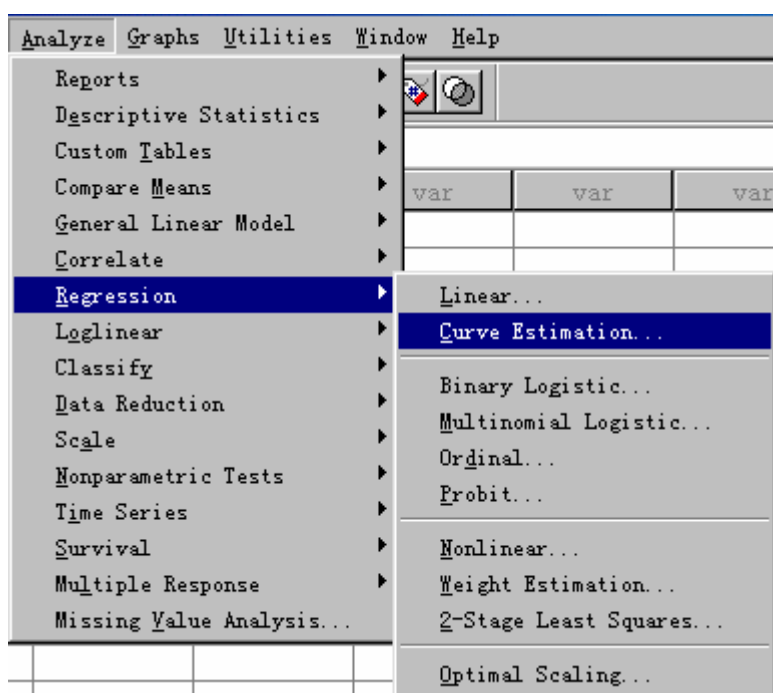 Analyze Graphs Utilities Window Help
Reports
Descriptive Statistics
Custom Tables
Compare Means
General Linear Model
Correlate
Regression
Loglinear
Classify
Data Reduction
Scale
Nonparametric Tests
Time Series
Survival
Multiple Response
Missing Value Analysis...
var var var
Linear...
Curve Estimation...
Binary Logistic...
Multinomial Logistic...
Ordinal...
Probit...
Nonlinear...
Weight Estimation...
2-Stage Least Squares...
Optimal Scaling...